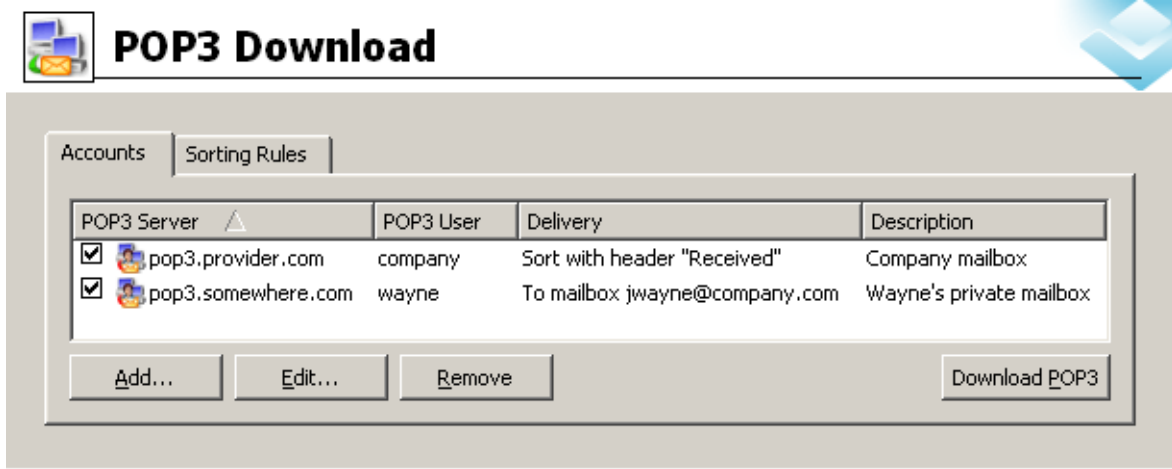 POP3 Download
Accounts Sorting Rules
POP3 Server POP3 User Delivery Description
pop3.provider.com company Sort with header "Received" Company mailbox
pop3.somewhere.com wayne To mailbox jwayne@company.com Wayne's private mailbox
Add... Edit... Remove Download POP3